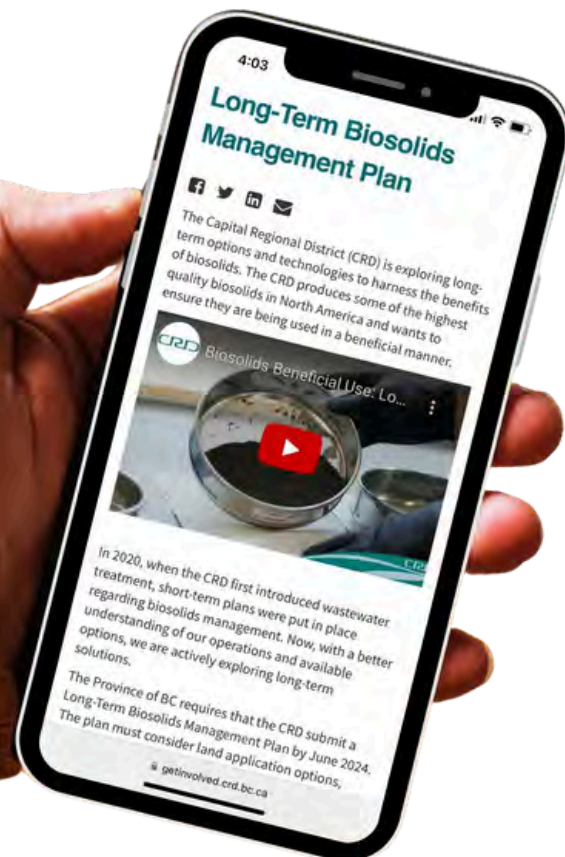 4:03
Long-Term Biosolids
Management Plan
The Capital Regional District (CRD) is exploring long-
term options and technologies to harness the benefits
of biosolids. The CRD produces some of the highest
quality biosolids in North America and wants to
ensure they are being used in a beneficial manner.
CRD
Biosolids Beneficial Use: Lo...
CRD
In 2020, when the CRD first introduced wastewater
treatment, short-term plans were put in place
regarding biosolids management. Now, with a better
understanding of our operations and available
options, we are actively exploring long-term
solutions.
The Province of BC requires that the CRD submit a
Long-Term Biosolids Management Plan by June 2024.
The plan must consider land application options,
getinvolved.crd.bc.ca